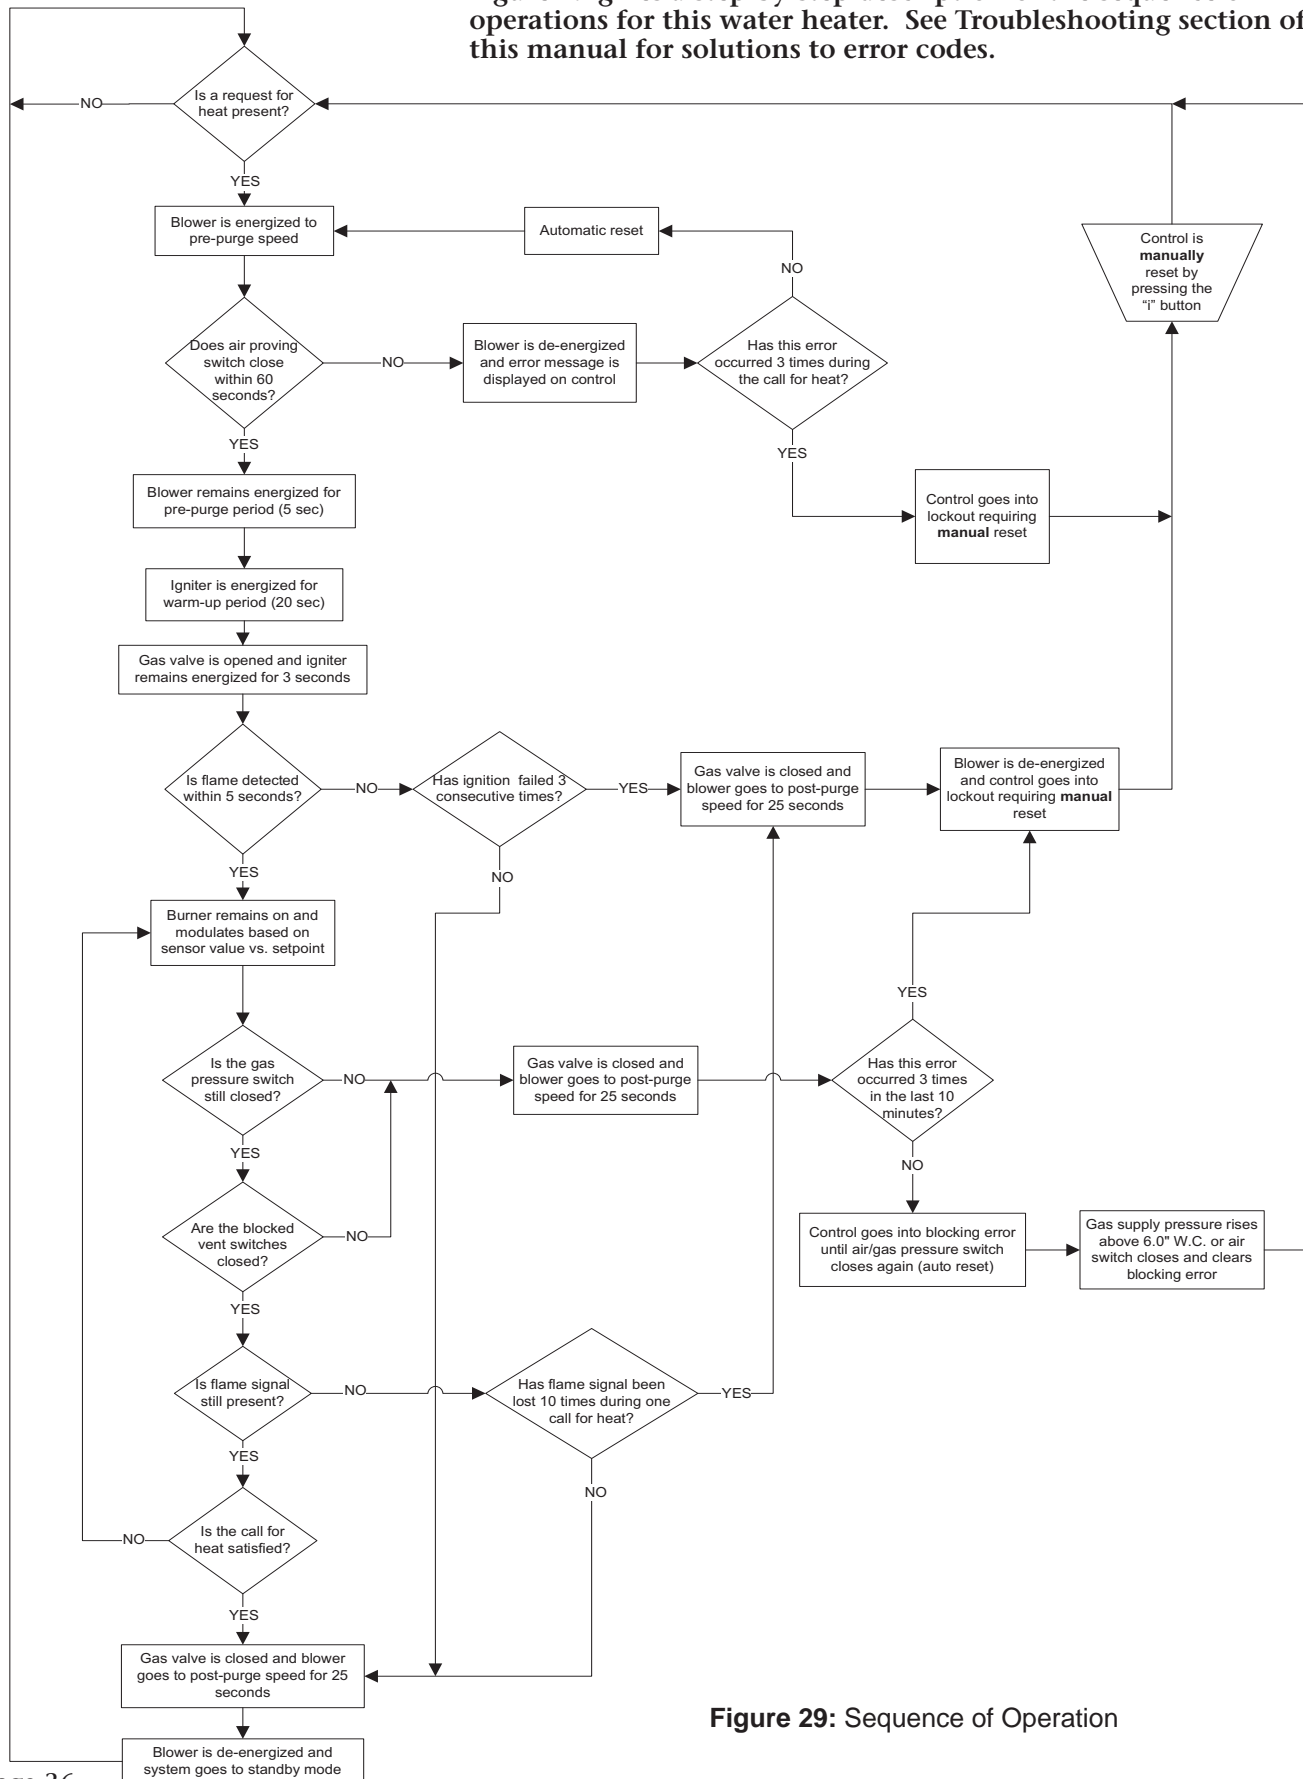 operations for this water heater. See Troubleshooting section of
this manual for solutions to error codes.
Is a request for
heat present?
NO
YES
Blower is energized to
pre-purge speed
Automatic reset
NO
Control is
manually
reset by
pressing the
"i" button
Does air proving
switch close
within 60
seconds?
NO
Blower is de-energized
and error message is
displayed on control
Has this error
occurred 3 times during
the call for heat?
YES
YES
Blower remains energized for
pre-purge period (5 sec)
Control goes into
lockout requiring
manual reset
Igniter is energized for
warm-up period (20 sec)
Gas valve is opened and igniter
remains energized for 3 seconds
Is flame detected
within 5 seconds?
NO
Has ignition failed 3
consecutive times?
YES
Gas valve is closed and
blower goes to post-purge
speed for 25 seconds
Blower is de-energized
and control goes into
lockout requiring manual
reset
YES
NO
Burner remains on and
modulates based on
sensor value vs. setpoint
YES
Is the gas
pressure switch
still closed?
NO
Gas valve is closed and
blower goes to post-purge
speed for 25 seconds
Has this error
occurred 3 times
in the last 10
minutes?
YES
NO
Are the blocked
vent switches
closed?
NO
Control goes into blocking error
until air/gas pressure switch
closes again (auto reset)
Gas supply pressure rises
above 6.0" W.C. or air
switch closes and clears
blocking error
YES
Is flame signal
still present?
NO
Has flame signal been
lost 10 times during one
call for heat?
YES
YES
NO
Is the call for
heat satisfied?
NO
YES
Gas valve is closed and blower
goes to post-purge speed for 25
seconds
Figure 29: Sequence of Operation
Blower is de-energized and
system goes to standby mode